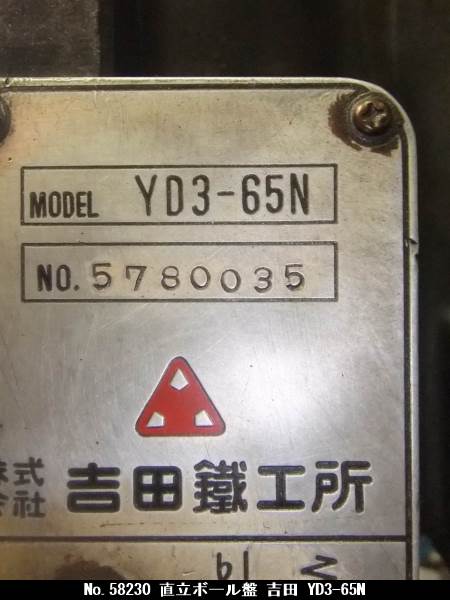 MODEL YD3-65N
NO. 5780035
株式
会社 吉田鐵工所
No.58230 直立ボール盤 吉田 YD3-65N